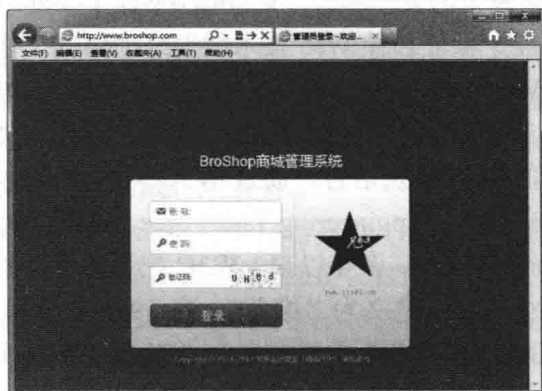 http://www.broshop.com
管理员登录-欢迎...
文件(F) 编辑(E) 查看(V) 收藏夹(A) 工具(T) 帮助(H)
BroShop商城管理系统
账号:
密码:
验证码:
登录